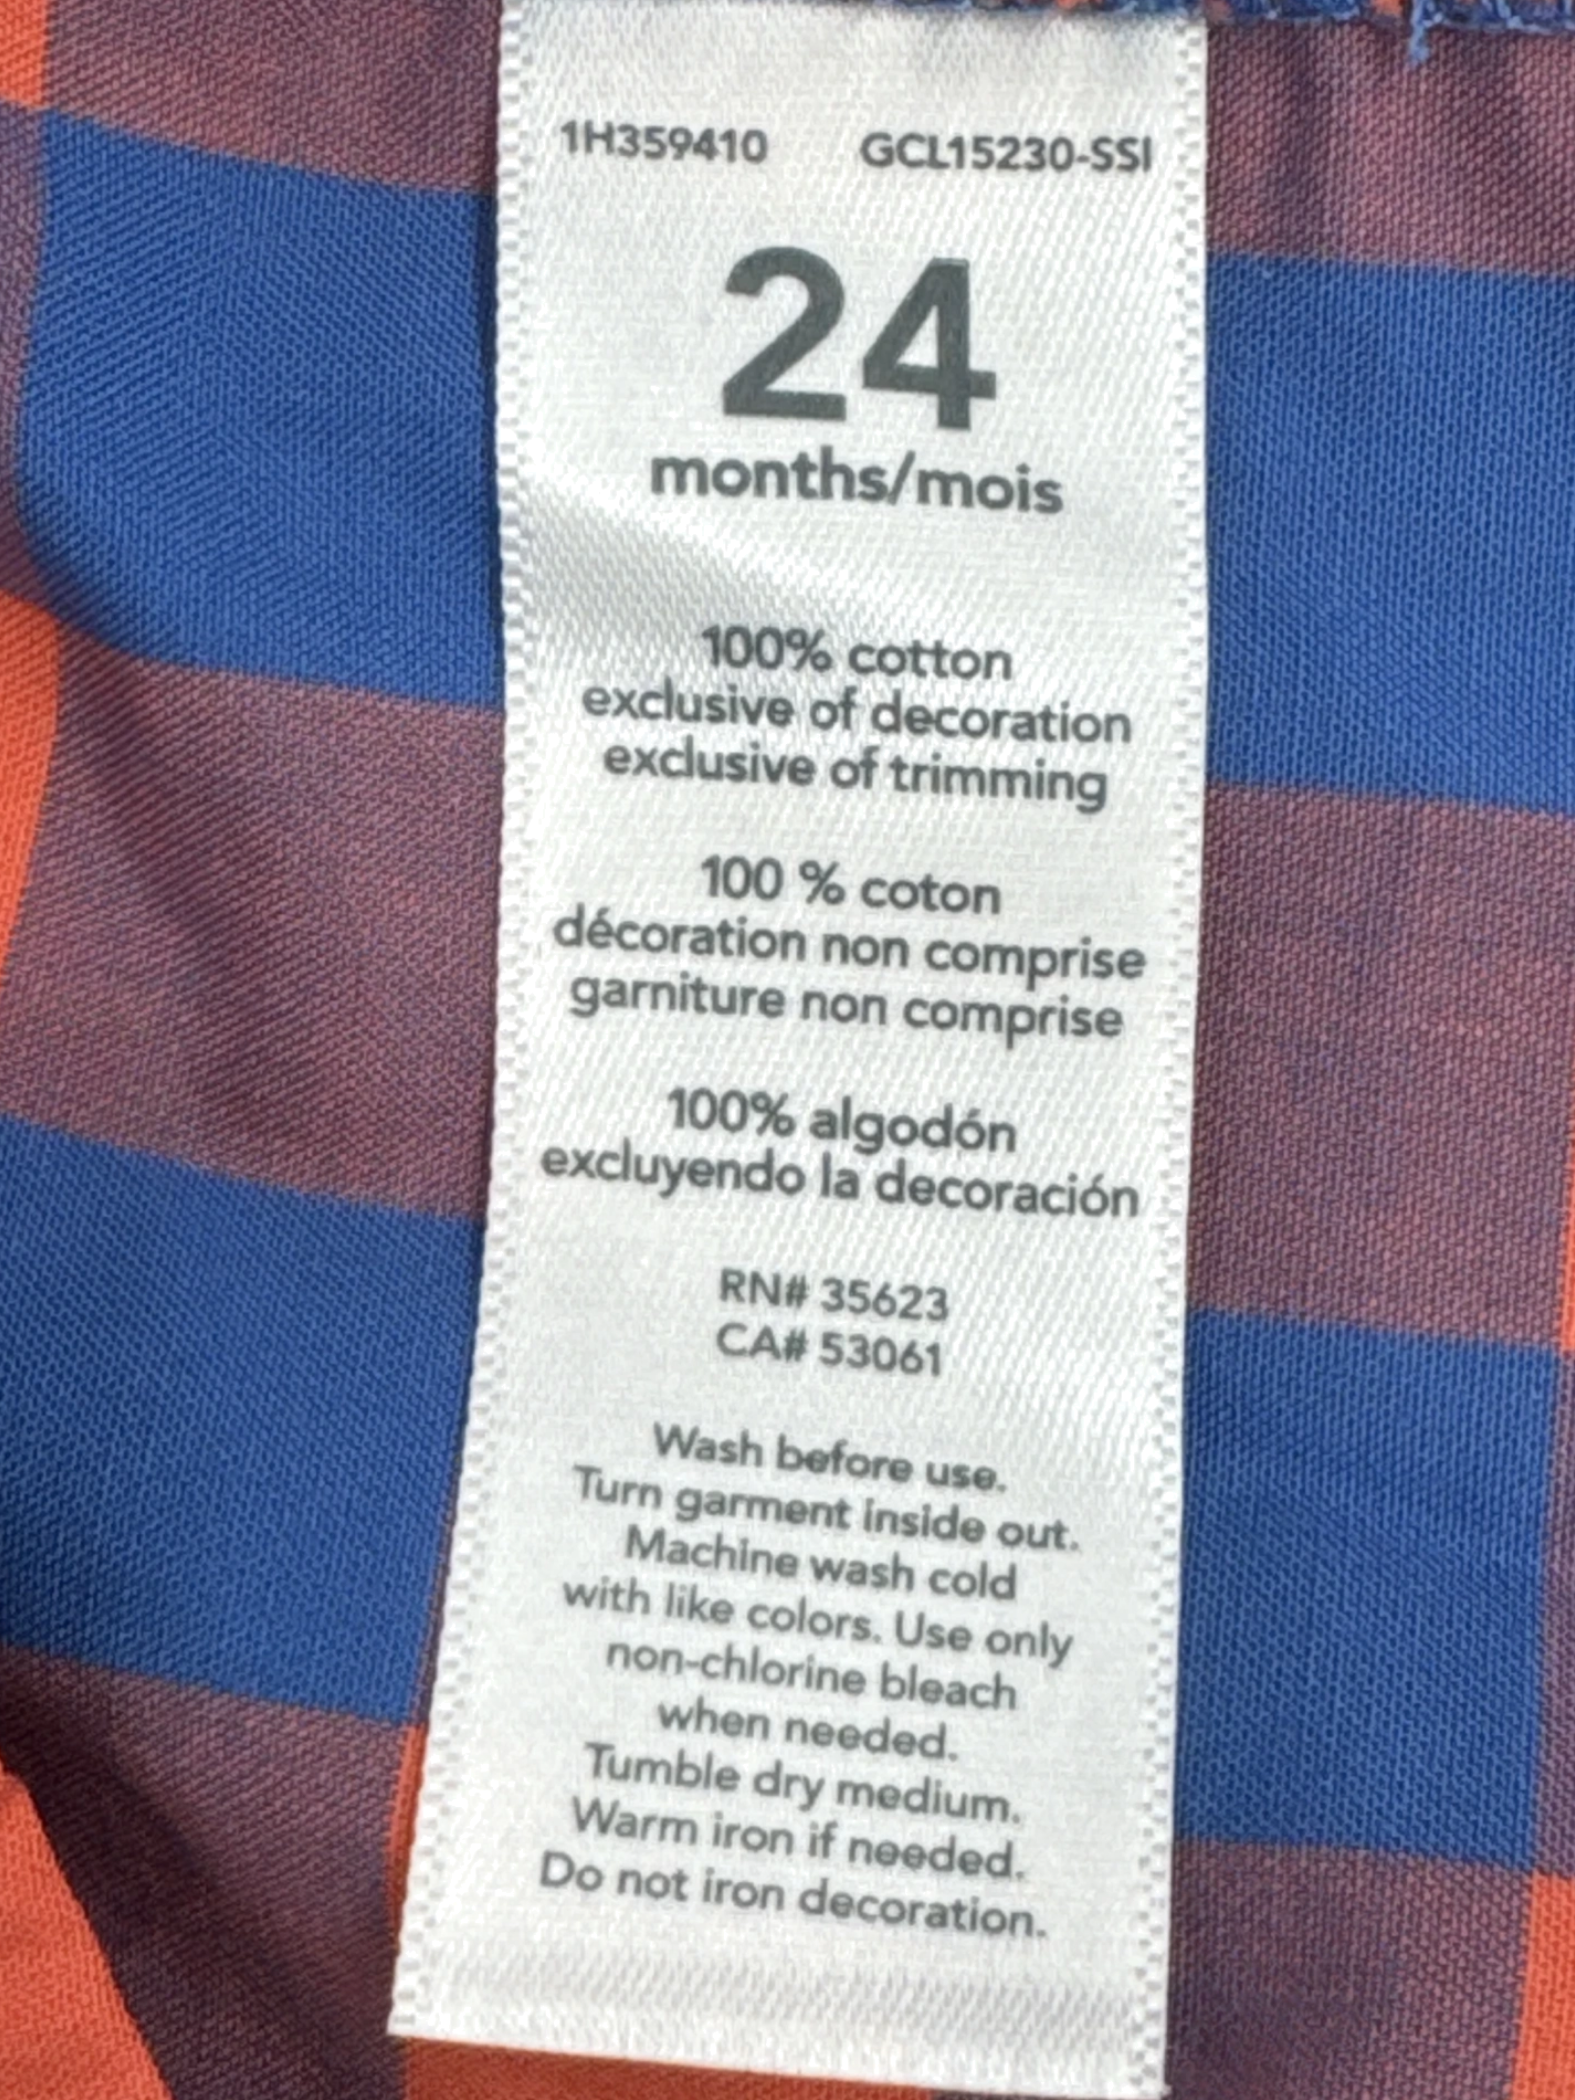 1H359410 GCL15230-SSI
24
months/mois
100% cotton
exclusive of decoration
exclusive of trimming
100 % coton
décoration non comprise
garniture non comprise
100% algodón
excluyendo la decoración
RN# 35623
CA# 53061
Wash before use.
Turn garment inside out.
Machine wash cold
with like colors. Use only
non-chlorine bleach
when needed.
Tumble dry medium.
Warm iron if needed.
Do not iron decoration.